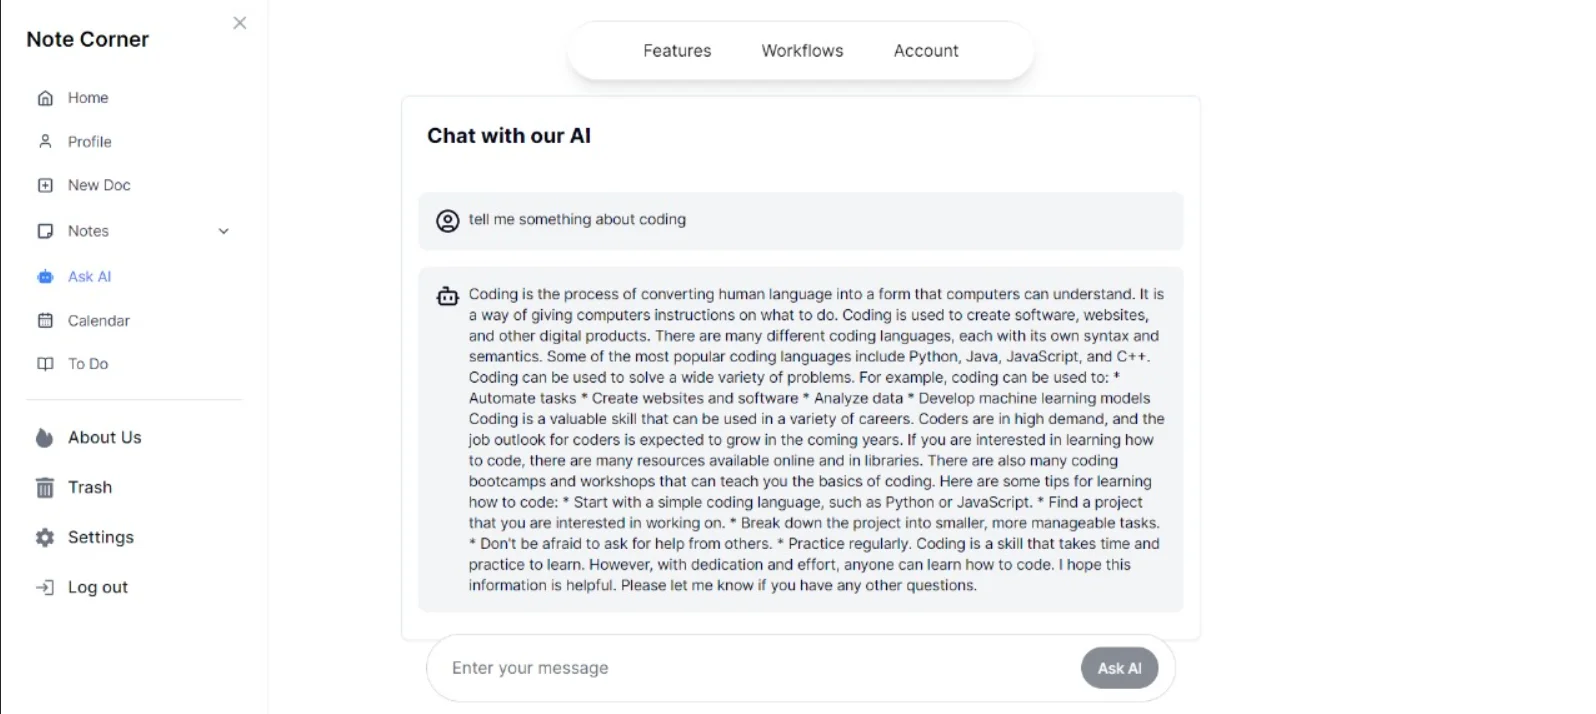 Note Corner
Home
Profile
New Doc
Notes
Ask AI
Calendar
To Do
About Us
Trash
Settings
Log out
Features Workflows Account
Chat with our AI
tell me something about coding
Coding is the process of converting human language into a form that computers can understand. It is
a way of giving computers instructions on what to do. Coding is used to create software, websites,
and other digital products. There are many different coding languages, each with its own syntax and
semantics. Some of the most popular coding languages include Python, Java, JavaScript, and C++.
Coding can be used to solve a wide variety of problems. For example, coding can be used to: *
Automate tasks * Create websites and software * Analyze data * Develop machine learning models
Coding is a valuable skill that can be used in a variety of careers. Coders are in high demand, and the
job outlook for coders is expected to grow in the coming years. If you are interested in learning how
to code, there are many resources available online and in libraries. There are also many coding
bootcamps and workshops that can teach you the basics of coding. Here are some tips for learning
how to code: * Start with a simple coding language, such as Python or JavaScript. * Find a project
that you are interested in working on. * Break down the project into smaller, more manageable tasks.
* Don't be afraid to ask for help from others. * Practice regularly. Coding is a skill that takes time and
practice to learn. However, with dedication and effort, anyone can learn how to code. I hope this
information is helpful. Please let me know if you have any other questions.
Enter your message
Ask AI